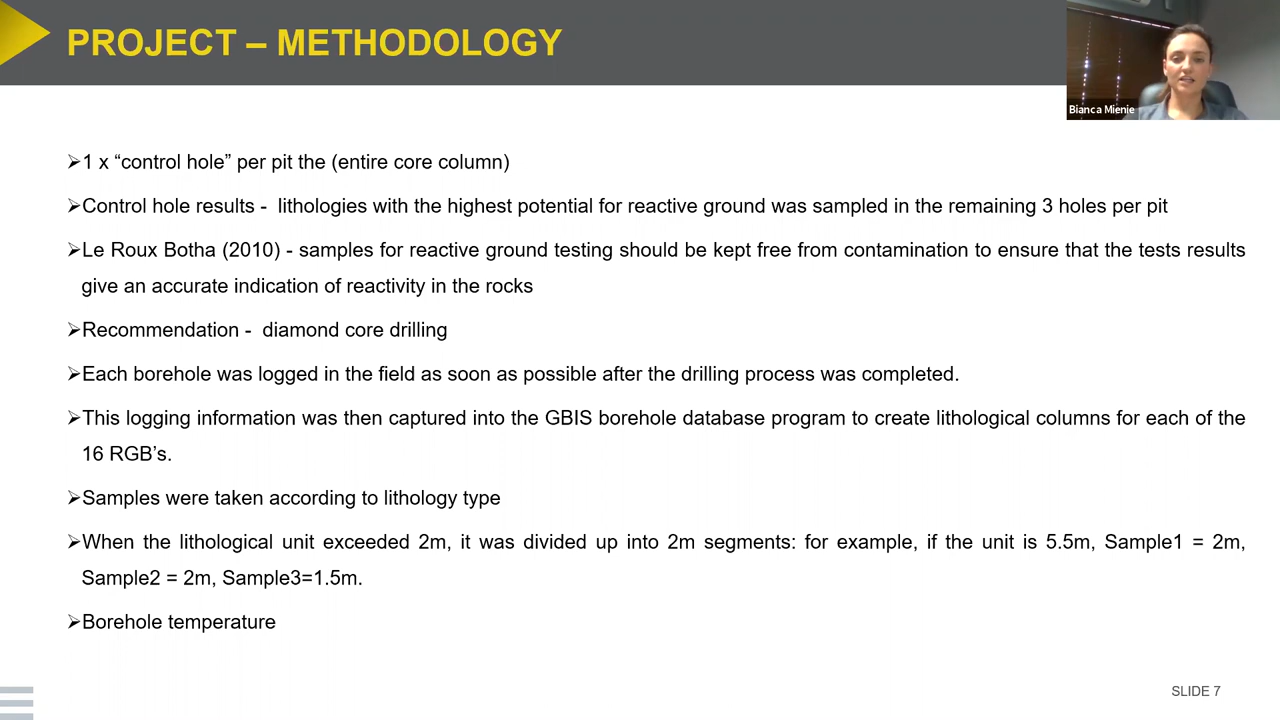 PROJECT – METHODOLOGY
Bianca Mienie
➢1 x “control hole” per pit the (entire core column)
➢Control hole results -  lithologies with the highest potential for reactive ground was sampled in the remaining 3 holes per pit
➢Le Roux Botha (2010) - samples for reactive ground testing should be kept free from contamination to ensure that the tests results
give an accurate indication of reactivity in the rocks
➢Recommendation -  diamond core drilling
➢Each borehole was logged in the field as soon as possible after the drilling process was completed.
➢This logging information was then captured into the GBIS borehole database program to create lithological columns for each of the
16 RGB’s.
➢Samples were taken according to lithology type
➢When the lithological unit exceeded 2m, it was divided up into 2m segments: for example, if the unit is 5.5m, Sample1 = 2m,
Sample2 = 2m, Sample3=1.5m.
➢Borehole temperature
SLIDE 7